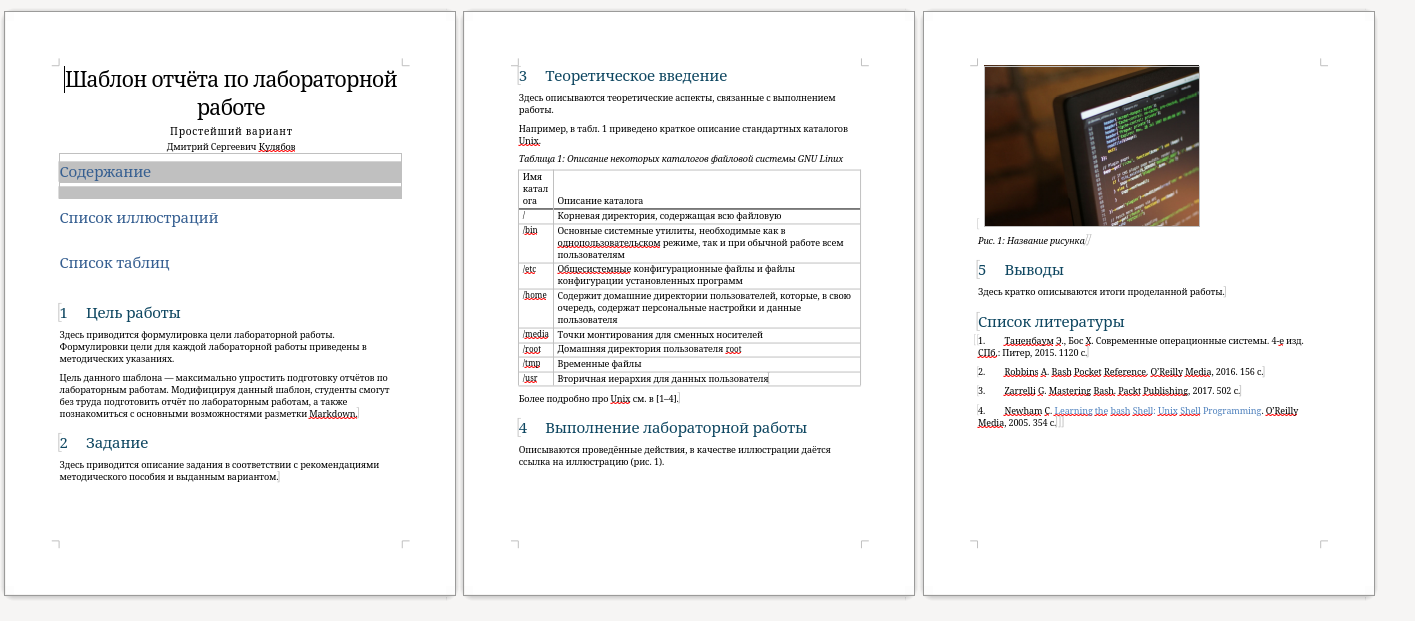 Шаблон отчёта по лабораторной
работе
Простейший вариант
Дмитрий Сергеевич Кулябов
Содержание
Список иллюстраций
Список таблиц
1 Цель работы
Здесь приводится формулировка цели лабораторной работы.
Формулировки цели для каждой лабораторной работы приведены в
методических указаниях.
Цель данного шаблона — максимально упростить подготовку отчётов по
лабораторным работам. Модифицируя данный шаблон, студенты смогут
без труда подготовить отчёт по лабораторным работам, а также
познакомиться с основными возможностями разметки Markdown.
2 Задание
Здесь приводится описание задания в соответствии с рекомендациями
методического пособия и выданным вариантом.
3 Теоретическое введение
Здесь описываются теоретические аспекты, связанные с выполнением
работы.
Например, в табл. 1 приведено краткое описание стандартных каталогов
Unix.
Таблица 1: Описание некоторых каталогов файловой системы GNU Linux
Имя
катал
ога Описание каталога
/ Корневая директория, содержащая всю файловую
/bin Основные системные утилиты, необходимые как в
однопользовательском режиме, так и при обычной работе всем
пользователям
/etc Общесистемные конфигурационные файлы и файлы
конфигурации установленных программ
/home Содержит домашние директории пользователей, которые, в свою
очередь, содержат персональные настройки и данные
пользователя
/media Точки монтирования для сменных носителей
/root Домашняя директория пользователя root
/tmp Временные файлы
/usr Вторичная иерархия для данных пользователя
Более подробно про Unix см. в [1–4].
4 Выполнение лабораторной работы
Описываются проведённые действия, в качестве иллюстрации даётся
ссылка на иллюстрацию (рис. 1).
Рис. 1: Название рисунка
5 Выводы
Здесь кратко описываются итоги проделанной работы.
Список литературы
1. Таненбаум Э., Бос Х. Современные операционные системы. 4-е изд.
СПб.: Питер, 2015. 1120 с.
2. Robbins A. Bash Pocket Reference. O’Reilly Media, 2016. 156 с.
3. Zarrelli G. Mastering Bash. Packt Publishing, 2017. 502 с.
4. Newham C. Learning the bash Shell: Unix Shell Programming. O’Reilly
Media, 2005. 354 с.